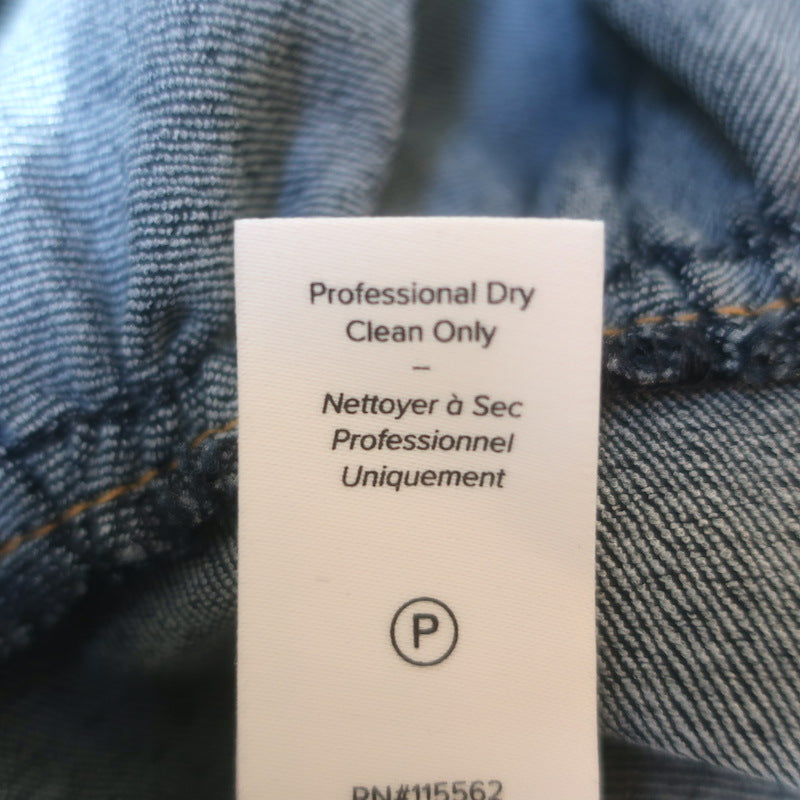 Professional Dry
Clean Only
–
Nettoyer à Sec
Professionnel
Uniquement
P
RN#115562